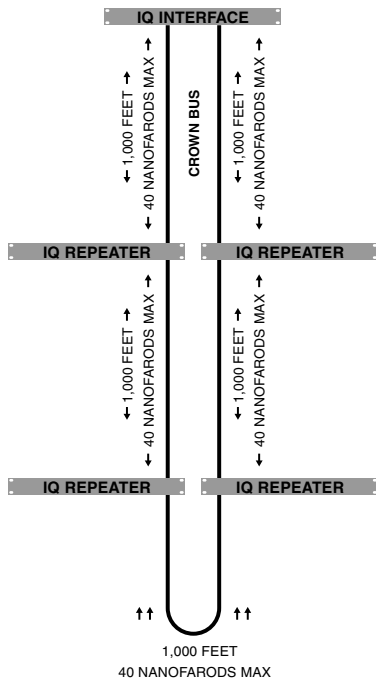 IQ INTERFACE
1,000 FEET
40 NANOFARODS MAX
CROWN BUS
1,000 FEET
40 NANOFARODS MAX
IQ REPEATER
IQ REPEATER
1,000 FEET
40 NANOFARODS MAX
1,000 FEET
40 NANOFARODS MAX
IQ REPEATER
IQ REPEATER
1,000 FEET
40 NANOFARODS MAX